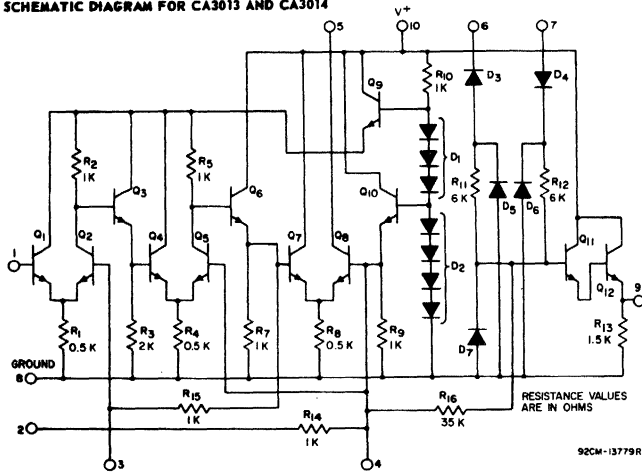 SCHEMATIC DIAGRAM FOR CA3013 AND CA3014
5
V+
10
6
7
Q9
R10
1K
D3
D4
R2
1K
Q3
R5
1K
Q6
D1
Q10
R11
6K
D5
D6
R12
6K
Q1
Q2
Q4
Q5
Q7
Q8
Q11
1
D2
Q12
9
R1
0.5 K
R3
2K
R4
0.5 K
R7
1K
R8
0.5K
R9
1K
D7
R13
1.5 K
GROUND
8
R15
1K
R16
35 K
RESISTANCE VALUES
ARE IN OHMS
2
R14
1K
3
4
92CM-13779R